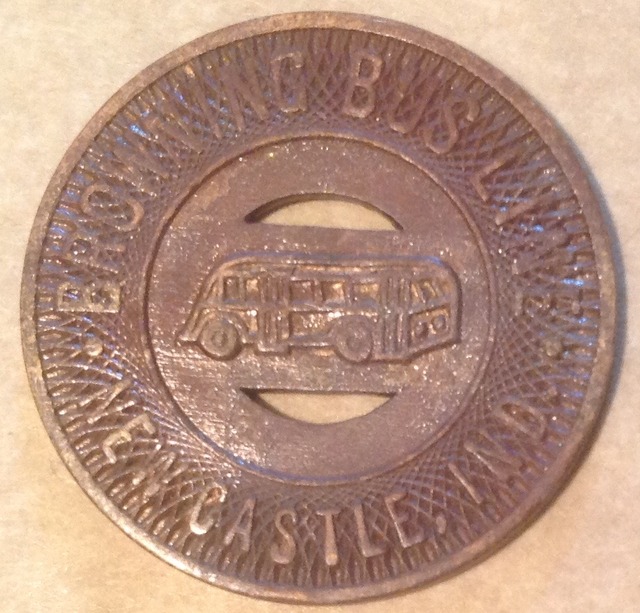 BROWNING BUS LINE
NEW CASTLE, IND.